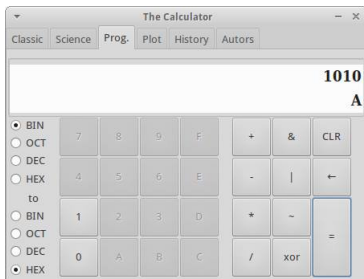 The Calculator
Classic Science Prog. Plot History Autors
1010
A
BIN
OCT
DEC
HEX
to
BIN
OCT
DEC
HEX
7 8 9 F + & CLR
4 5 6 E - | ←
1 2 3 D * ~ =
0 A B C / xor